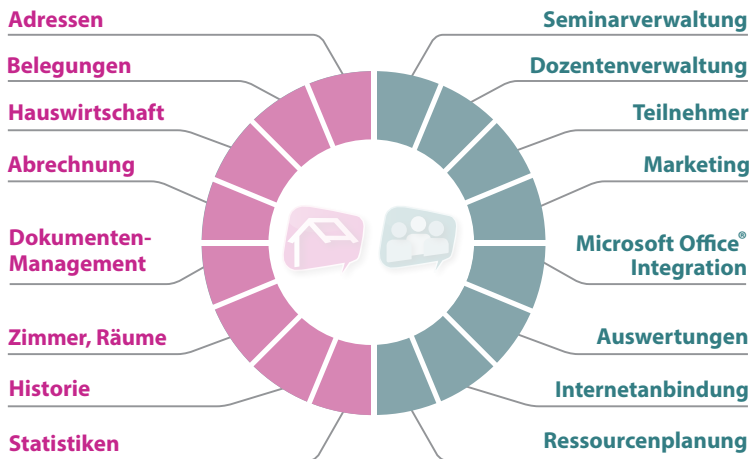 Adressen
Belegungen
Hauswirtschaft
Abrechnung
Dokumenten-
Management
Zimmer, Räume
Historie
Statistiken
Seminarverwaltung
Dozentenverwaltung
Teilnehmer
Marketing
Microsoft Office®
Integration
Auswertungen
Internetanbindung
Ressourcenplanung